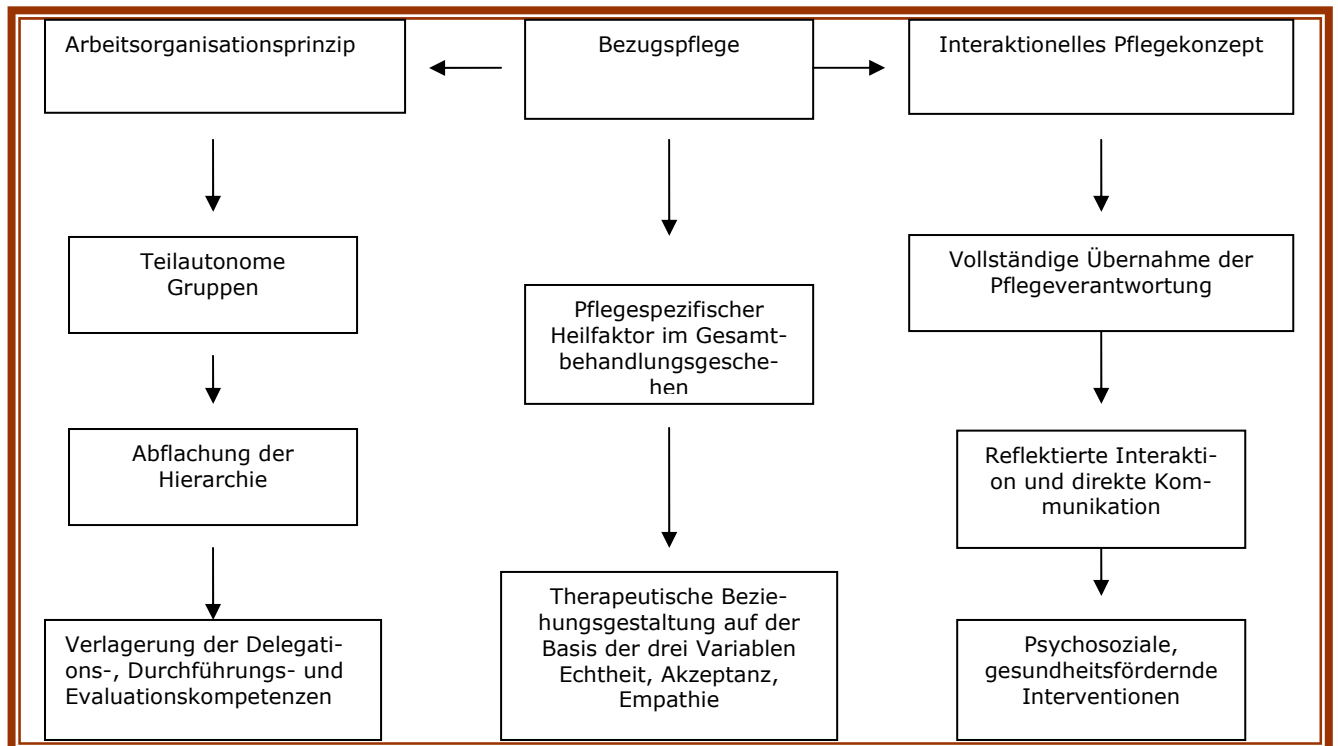 Arbeitsorganisationsprinzip
Bezugspflege
Interaktionelles Pflegekonzept
Teilautonome
Gruppen
Vollständige Übernahme der
Pflegeverantwortung
Pflegespezifischer
Heilfaktor im Gesamt-
behandlungsgesche-
hen
Abflachung der
Hierarchie
Reflektierte Interakti-
on und direkte Kom-
munikation
Therapeutische Bezie-
hungsgestaltung auf der
Basis der drei Variablen
Echtheit, Akzeptanz,
Empathie
Verlagerung der Delegati-
ons-, Durchführungs- und
Evaluationskompetenzen
Psychosoziale,
gesundheitsfördernde
Interventionen